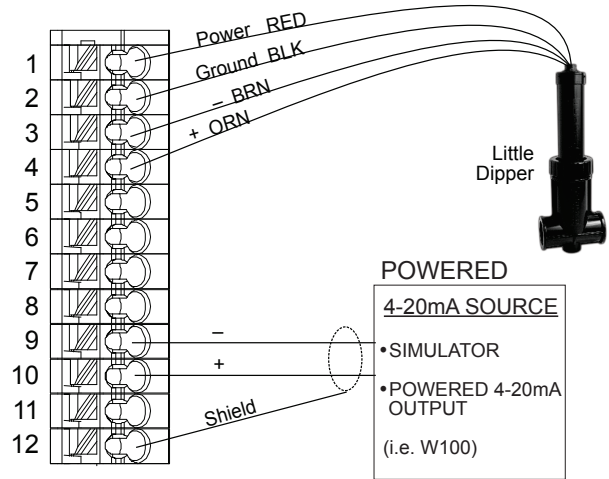 1
2
3
4
5
6
7
8
9
10
11
12
Power RED
Ground BLK
– BRN
+ ORN
Little
Dipper
–
+
Shield
POWERED
4-20mA SOURCE
•SIMULATOR
•POWERED 4-20mA
OUTPUT
(i.e. W100)